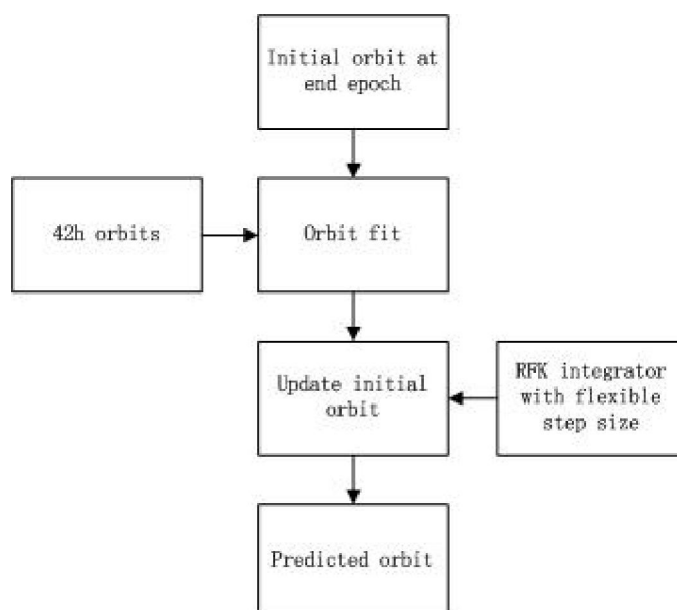 Initial orbit at
end epoch
42h orbits
Orbit fit
Update initial
orbit
RFK integrator
with flexible
step size
Predicted orbit